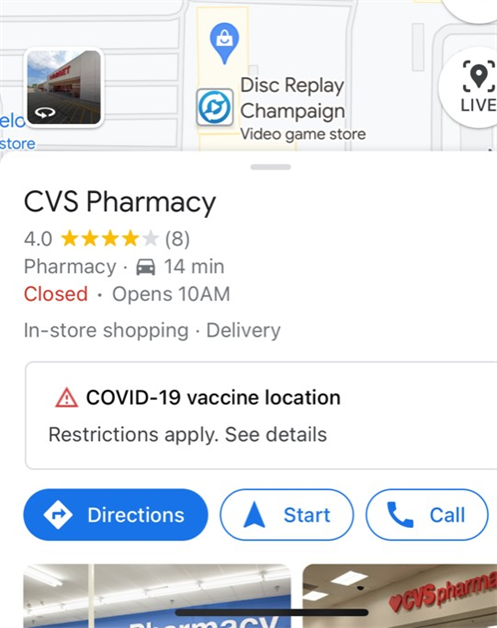 Disc Replay
Champaign
Video game store
elo
store
LIVE
CVS Pharmacy
4.0 (8)
Pharmacy · 14 min
Closed · Opens 10AM
In-store shopping · Delivery
COVID-19 vaccine location
Restrictions apply. See details
Directions
Start
Call
Pharmacy
CVS pharma